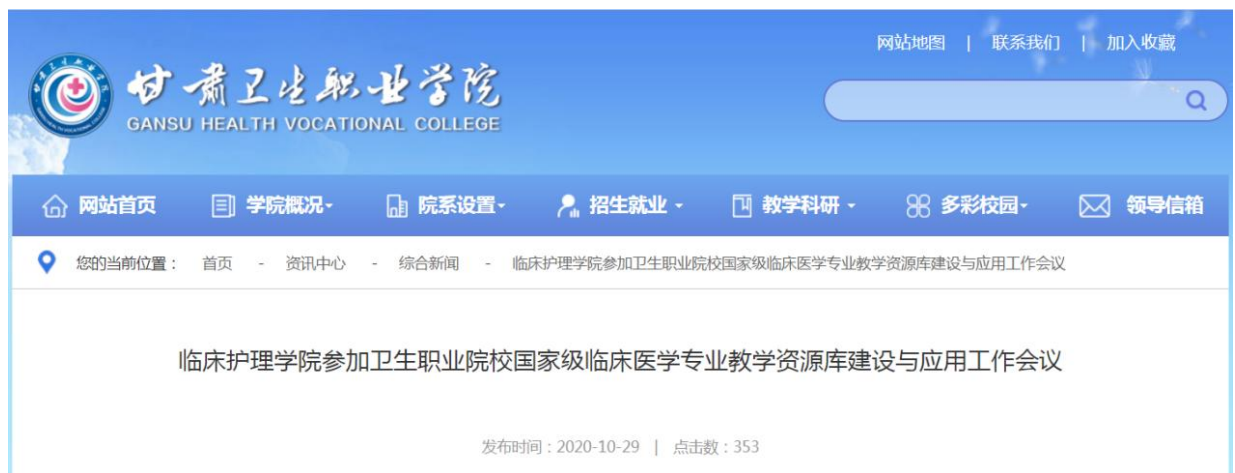 网站地图 | 联系我们 | 加入收藏
甘肃卫生职业学院
GANSU HEALTH VOCATIONAL COLLEGE
网站首页 学院概况 院系设置 招生就业 教学科研 多彩校园 领导信箱
您的当前位置： 首页 - 资讯中心 - 综合新闻 - 临床护理学院参加卫生职业院校国家级临床医学专业教学资源库建设与应用工作会议
临床护理学院参加卫生职业院校国家级临床医学专业教学资源库建设与应用工作会议
发布时间：2020-10-29 | 点击数：353